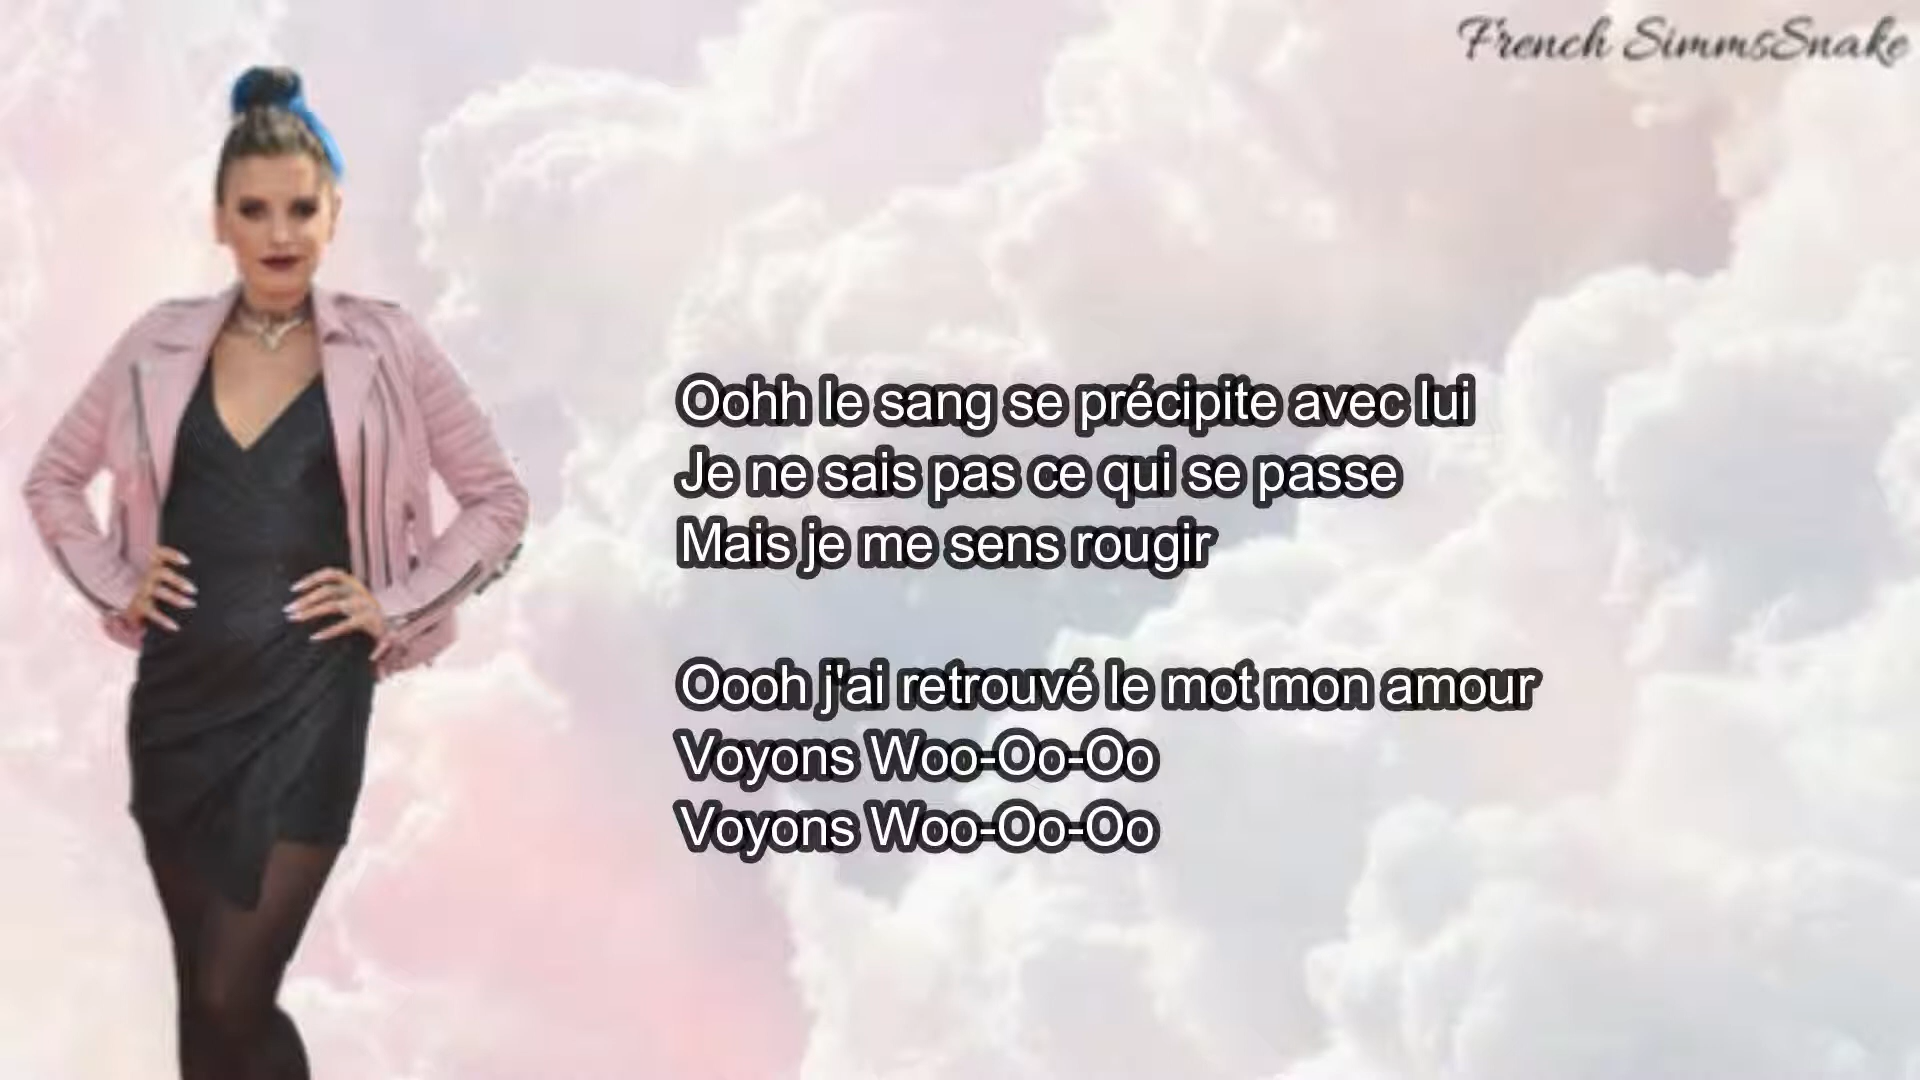 French SimmsSnake
Oohh le sang se précipite avec lui
Je ne sais pas ce qui se passe
Mais je me sens rougir
Oooh j'ai retrouvé le mot mon amour
Voyons Woo-Oo-Oo
Voyons Woo-Oo-Oo